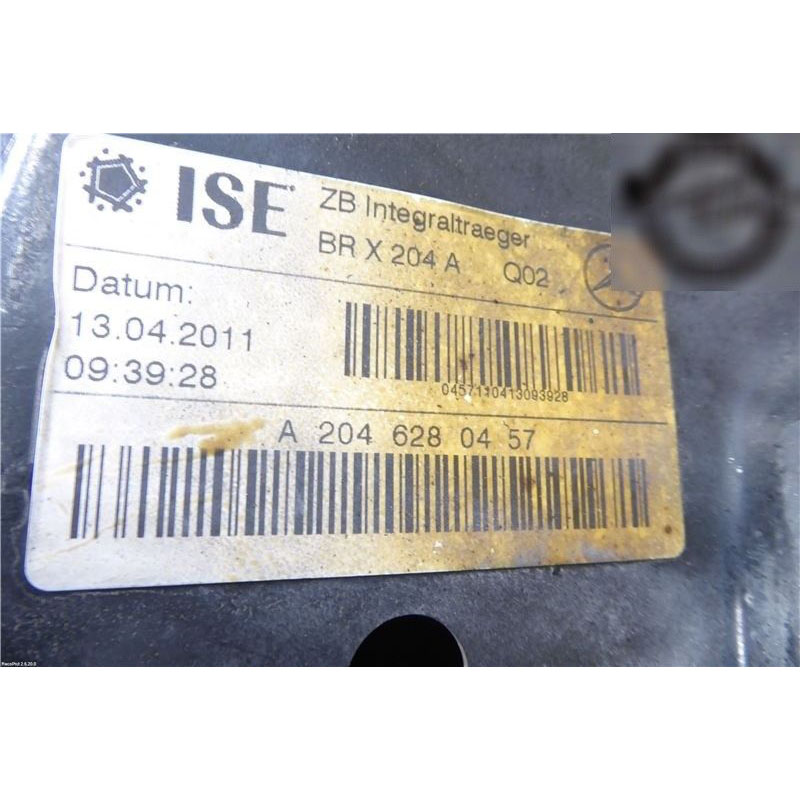 ISE ZB Integraltraeger
BR X 204 A Q02
Datum:
13.04.2011
09:39:28
0457110413093928
A 204 628 04 57